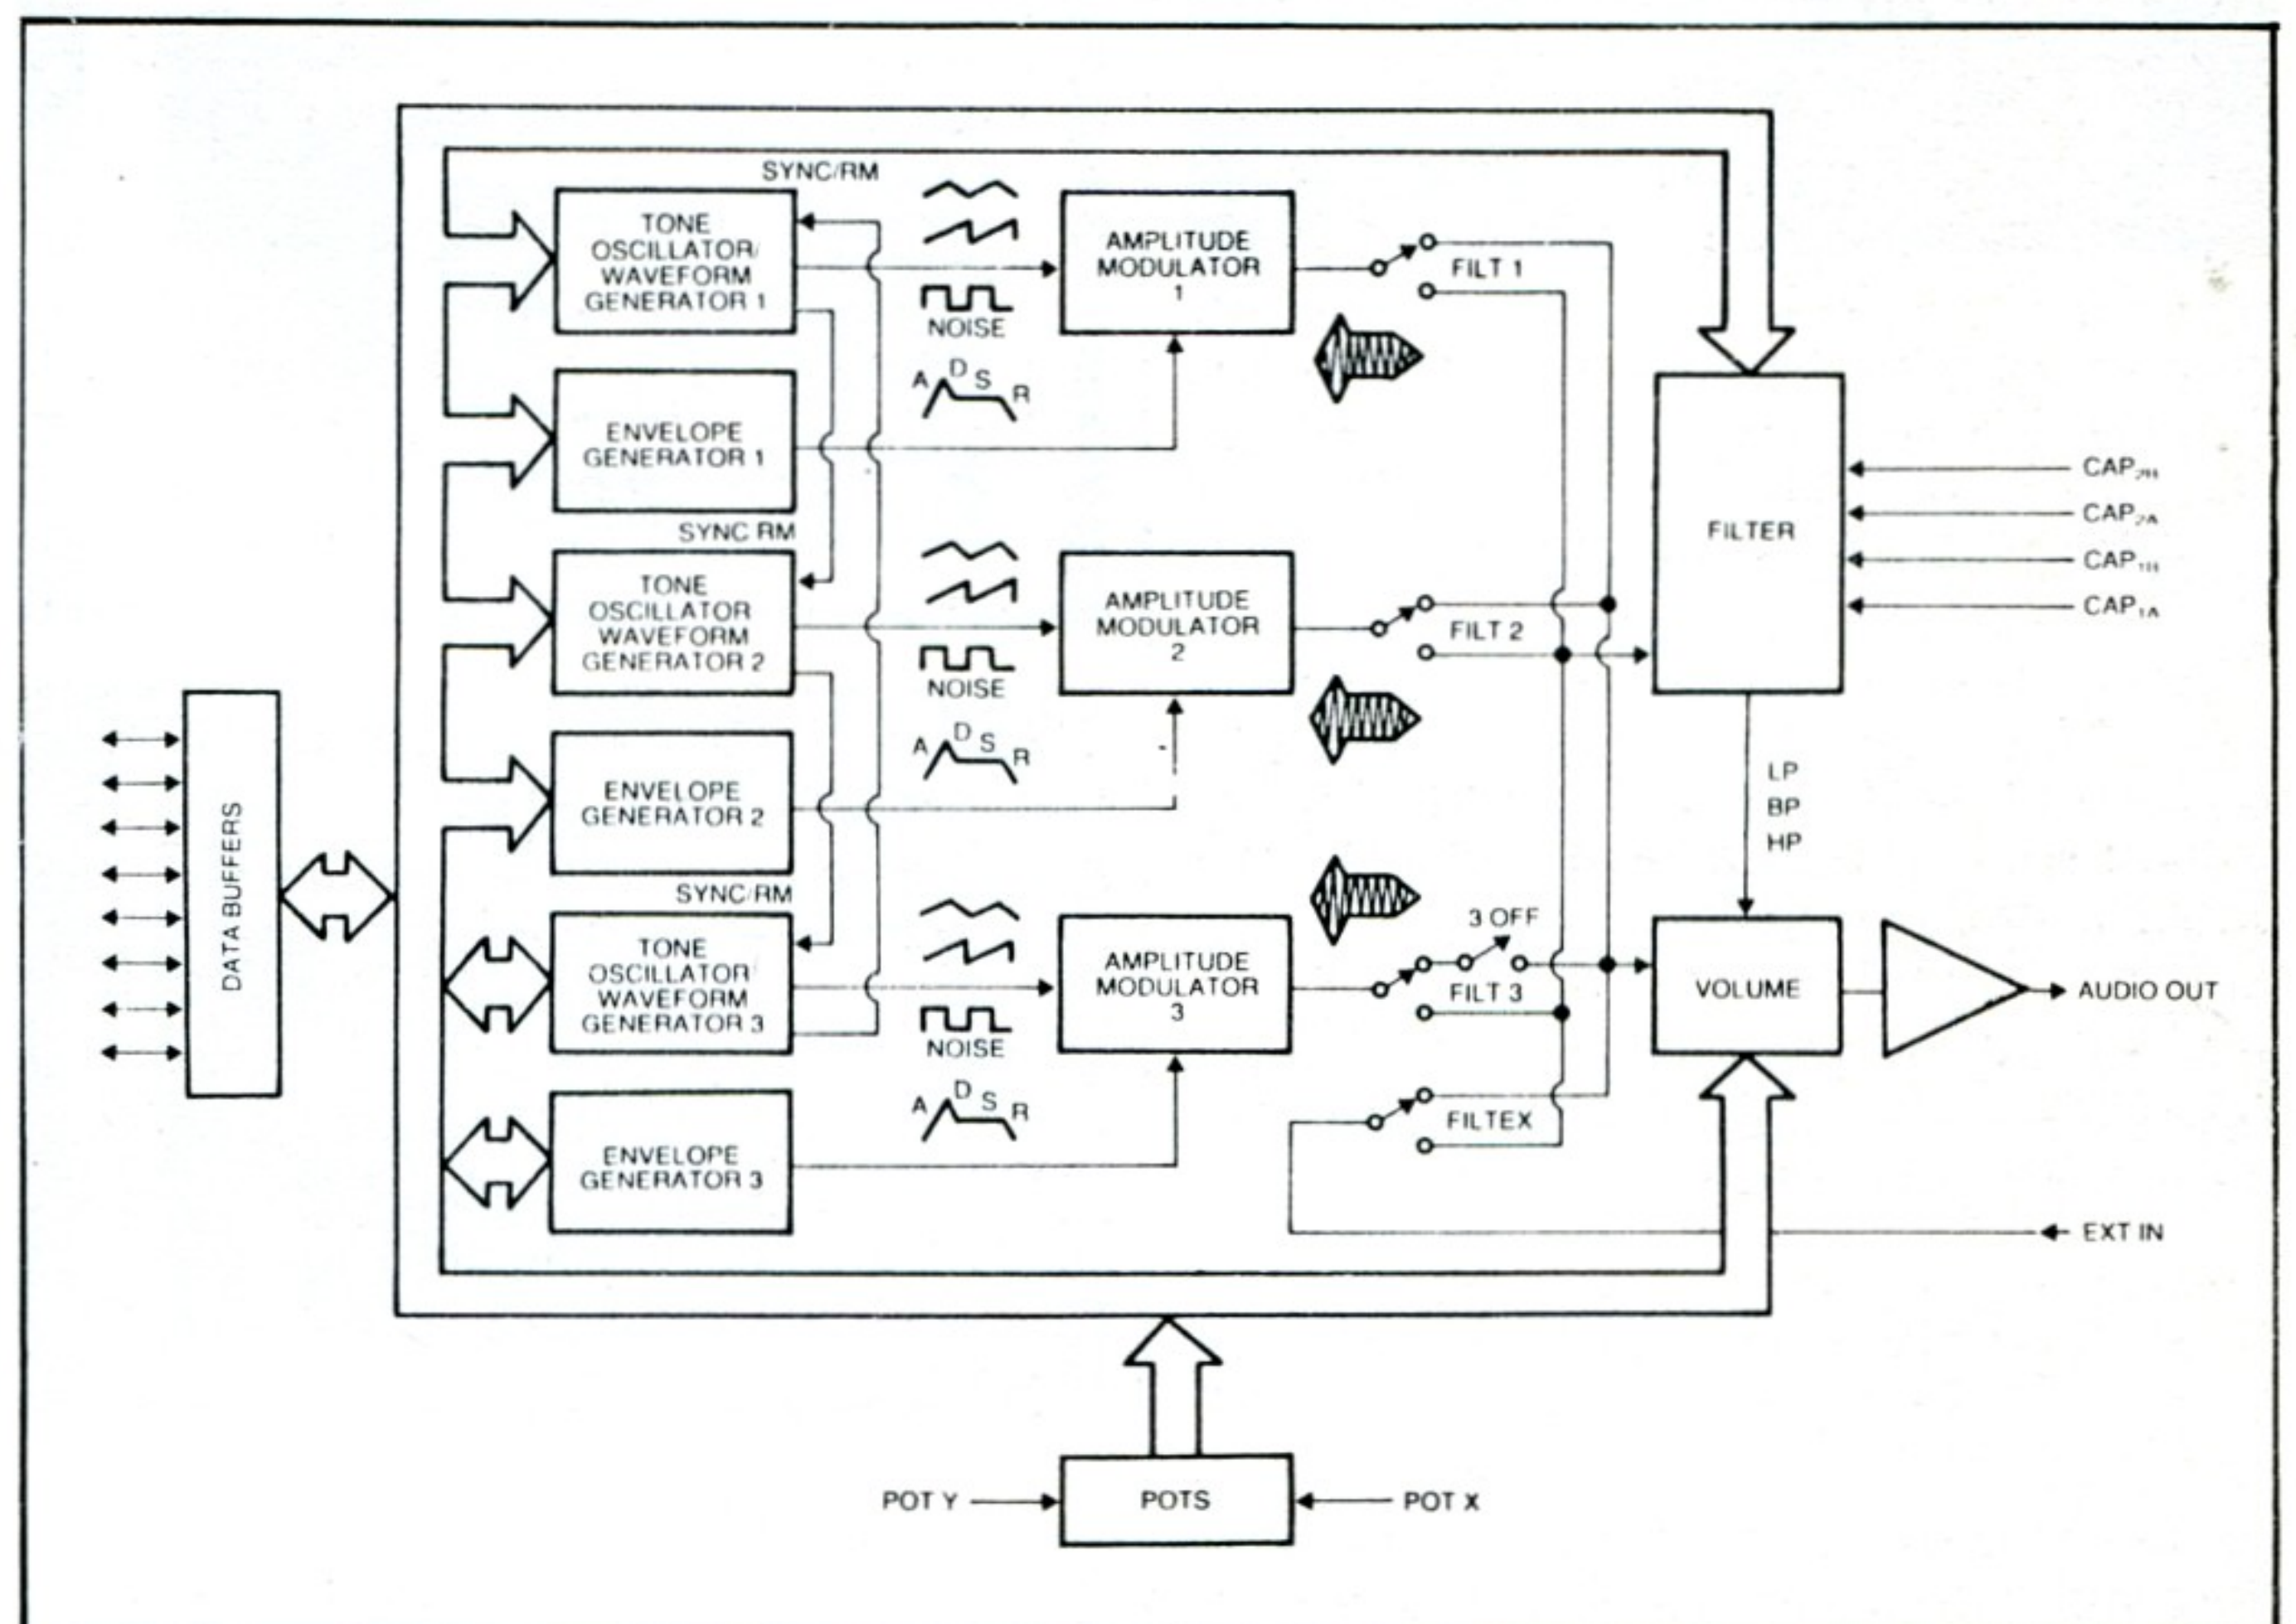 SYNC/RM
TONE
OSCILLATOR/
WAVEFORM
GENERATOR 1
NOISE
AMPLITUDE
MODULATOR
1
FILT 1
A D S R
ENVELOPE
GENERATOR 1
FILTER
CAP2B
CAP2A
CAP1B
CAP1A
SYNC RM
TONE
OSCILLATOR
WAVEFORM
GENERATOR 2
NOISE
AMPLITUDE
MODULATOR
2
FILT 2
A D S R
ENVELOPE
GENERATOR 2
LP
BP
HP
DATA BUFFERS
SYNC/RM
TONE
OSCILLATOR
WAVEFORM
GENERATOR 3
NOISE
AMPLITUDE
MODULATOR
3
3 OFF
FILT 3
VOLUME
AUDIO OUT
A D S R
ENVELOPE
GENERATOR 3
FILTEX
EXT IN
POT Y
POTS
POT X